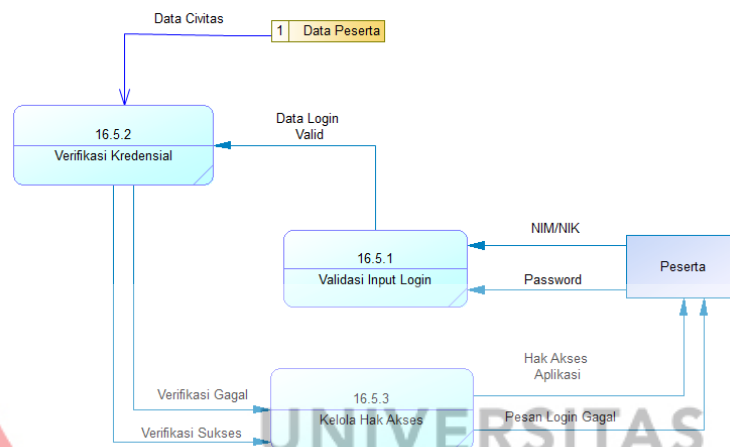 Data Civitas
1 Data Peserta
16.5.2
Verifikasi Kredensial
Data Login
Valid
16.5.1
Validasi Input Login
NIM/NIK
Password
Peserta
Hak Akses
Aplikasi
Verifikasi Gagal
16.5.3
Kelola Hak Akses
Pesan Login Gagal
Verifikasi Sukses
UNIVERSITAS